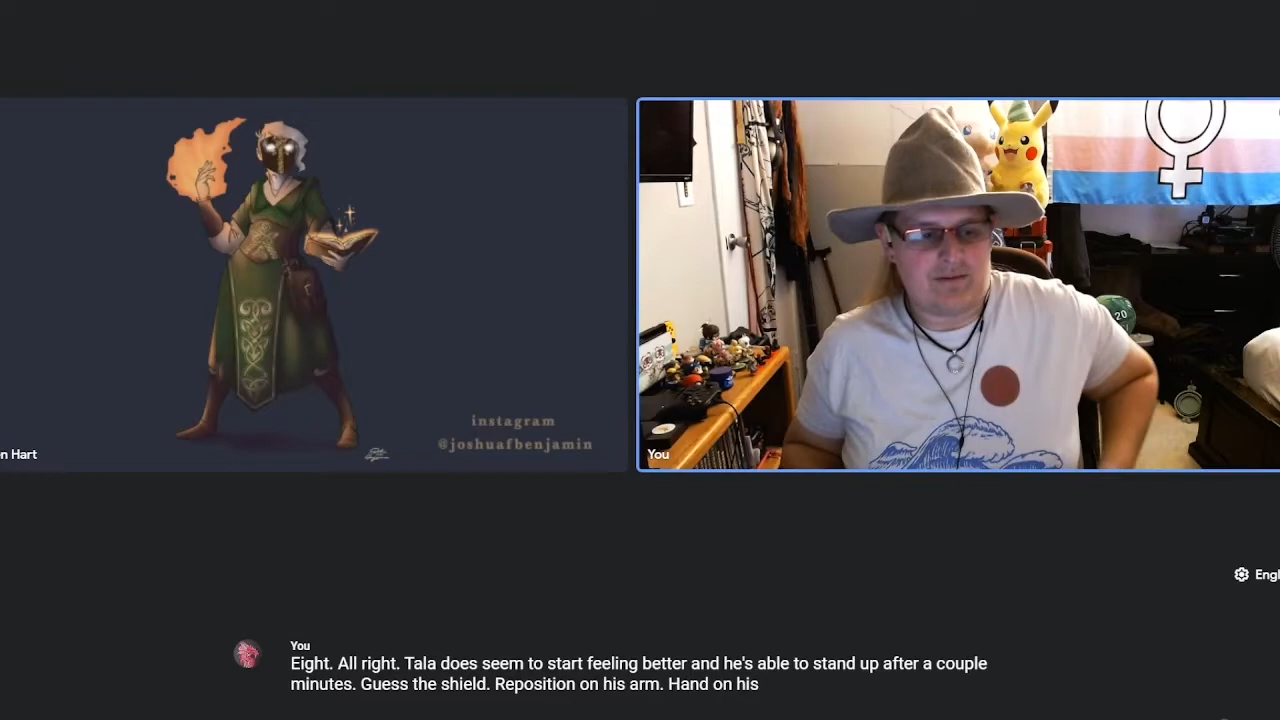 instagram
@joshuafbenjamin
n Hart
You
20
Engl
You
Eight. All right. Tala does seem to start feeling better and he's able to stand up after a couple
minutes. Guess the shield. Reposition on his arm. Hand on his